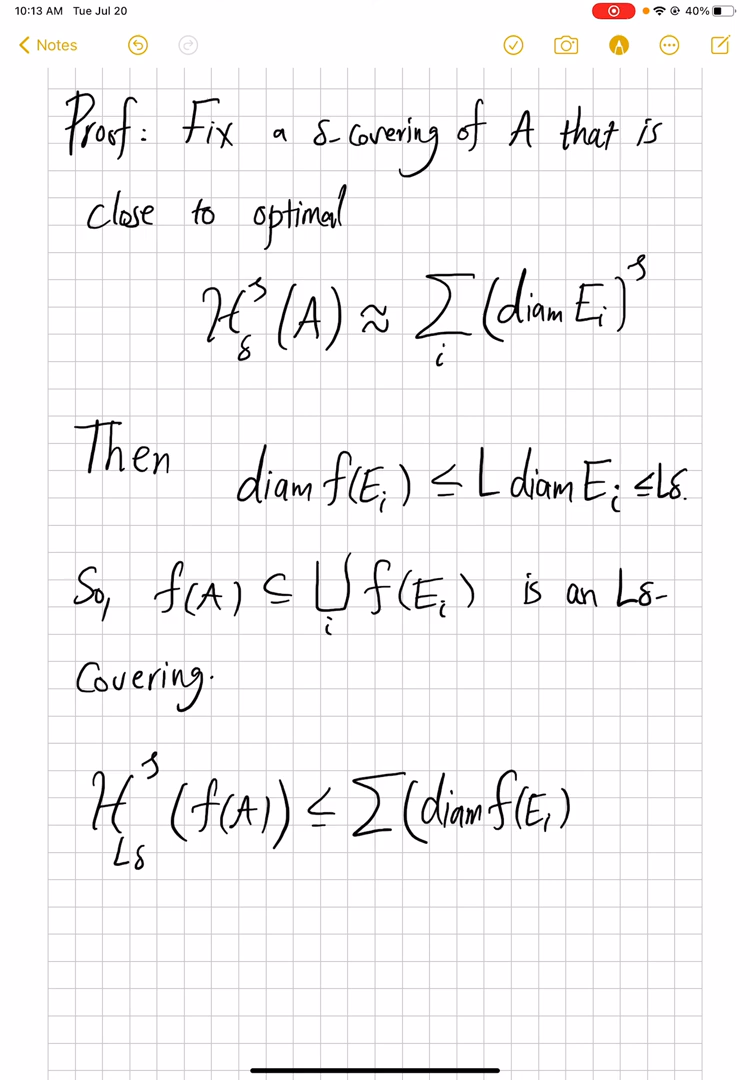 10:13 AM Tue Jul 20 40%
Notes
Proof: Fix a δ-covering of A that is
close to optimal
ℋ^s_δ (A) ≈ ∑_i (diam E_i)^s
Then diam f(E_i) ≤ L diam E_i ≤ Lδ.
So, f(A) ⊆ ⋃_i f(E_i) is an Lδ-
Covering.
ℋ^s_{Lδ} (f(A)) ≤ ∑ (diam f(E_i)